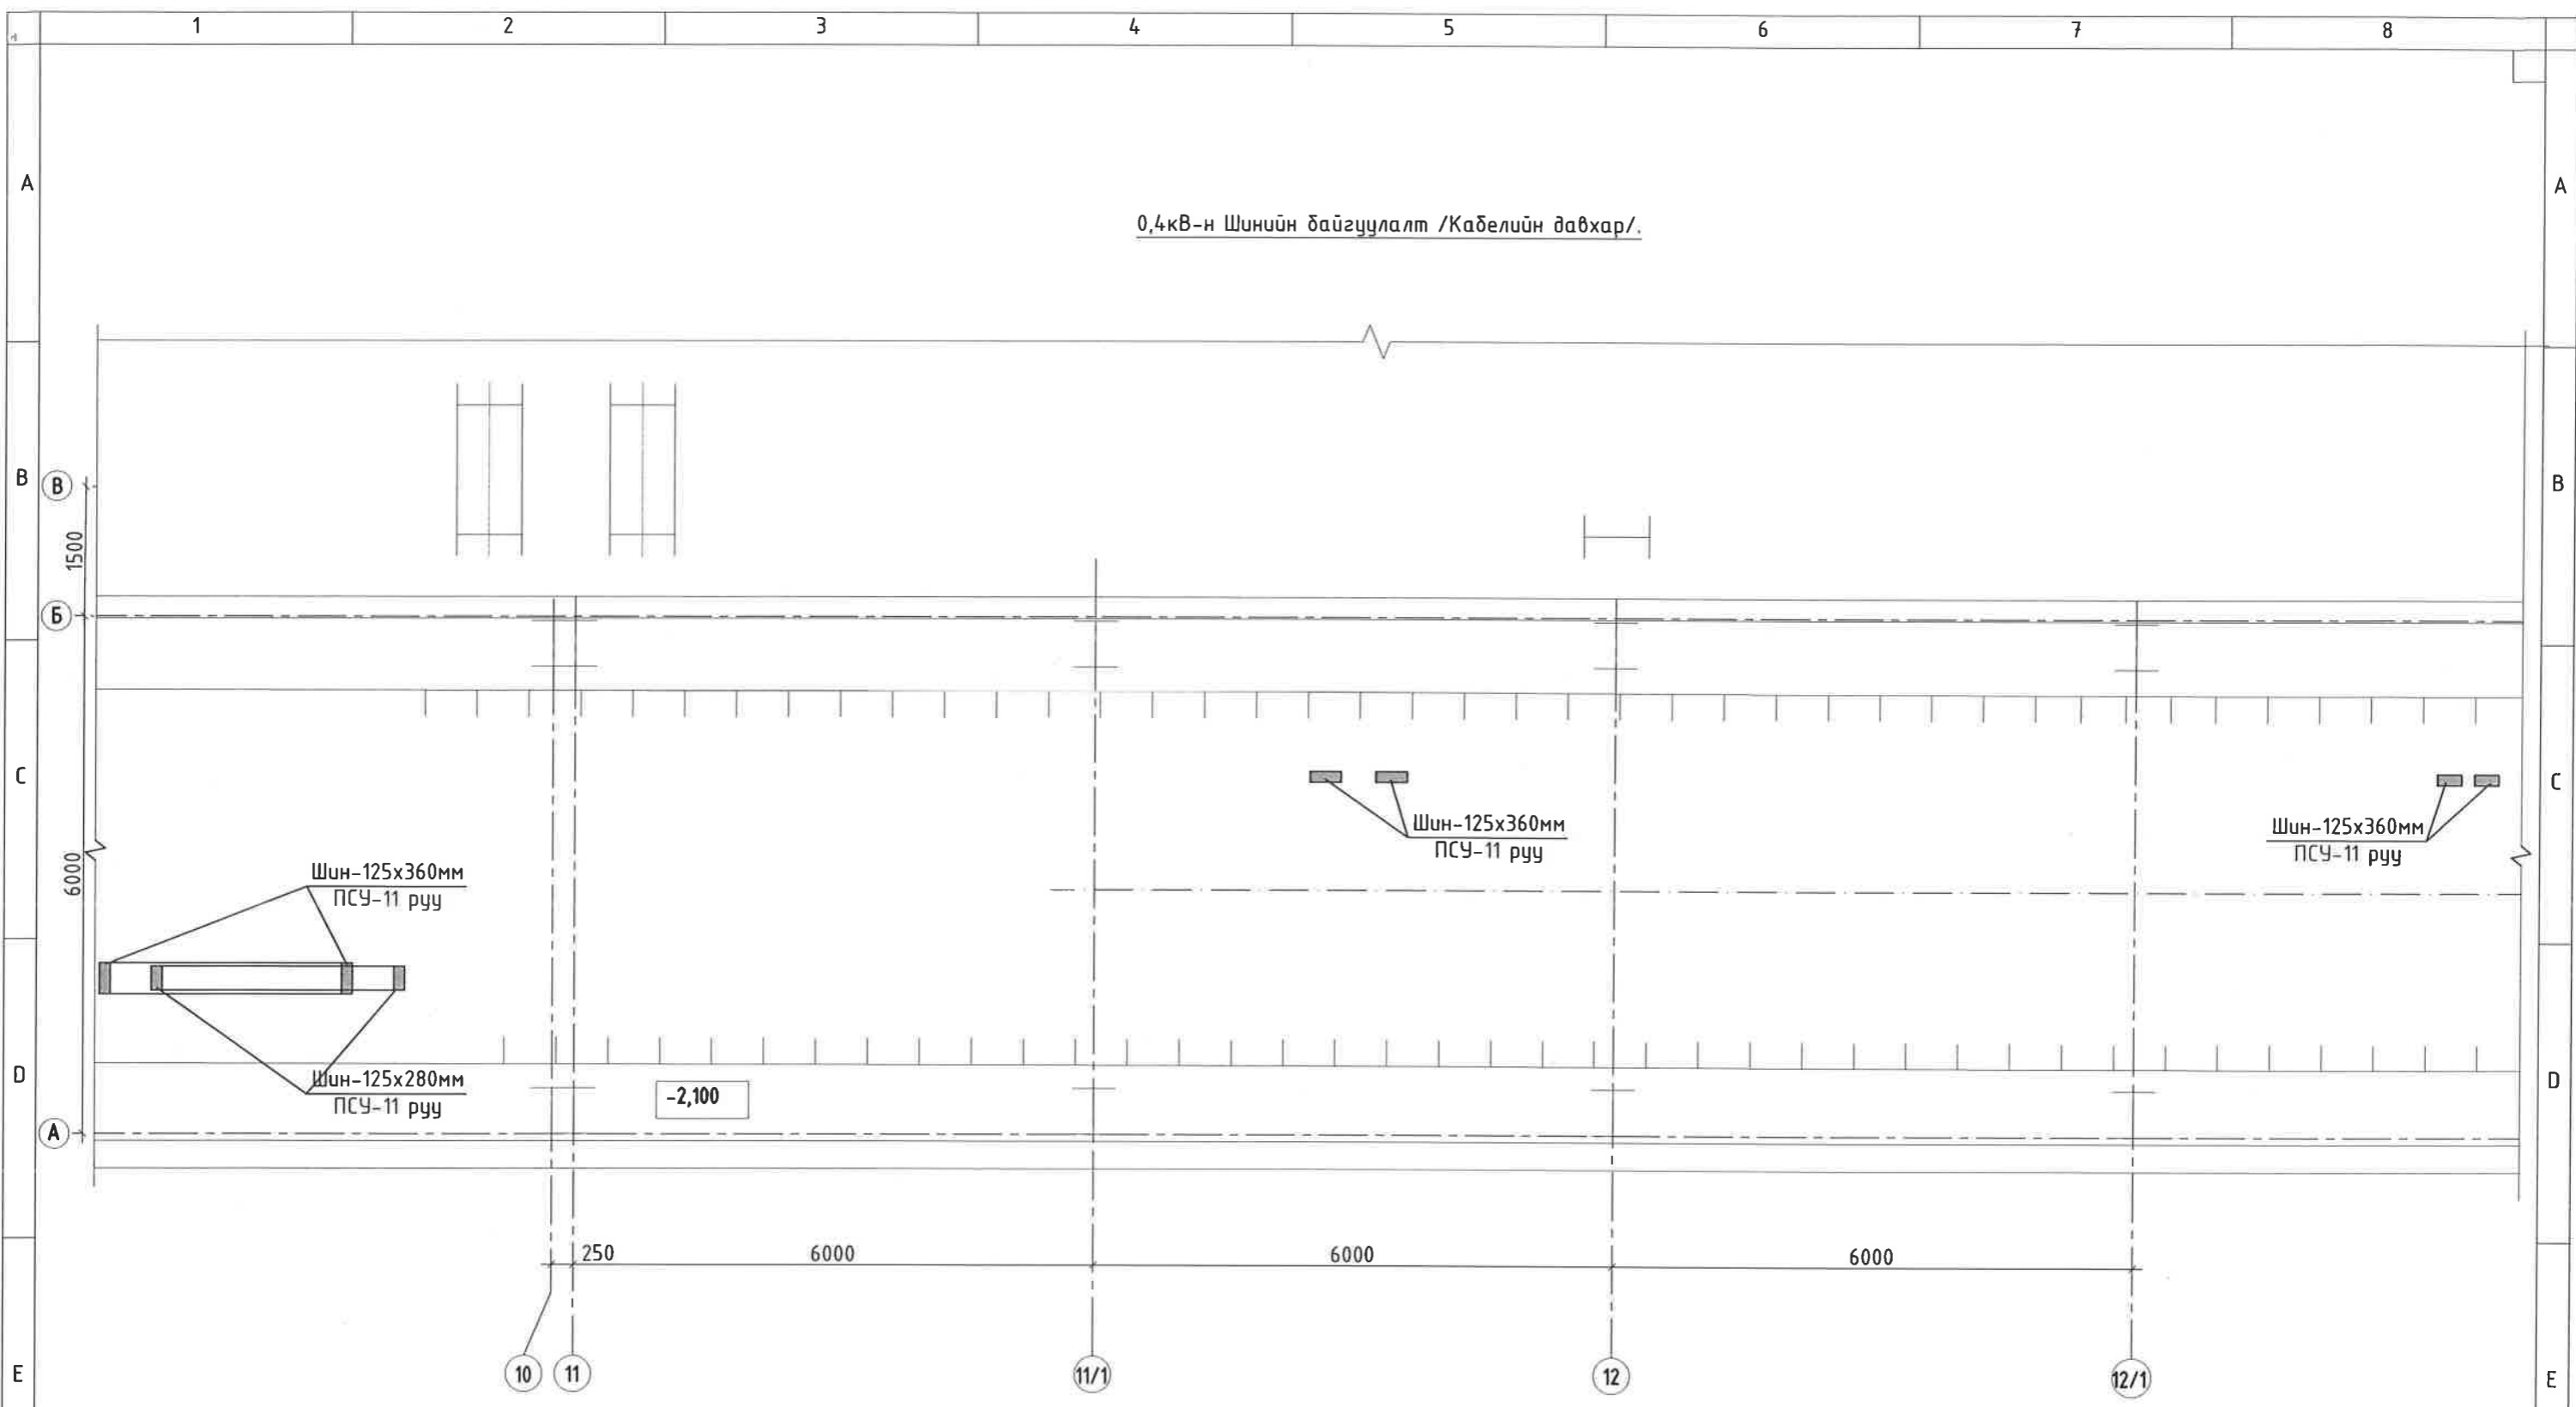 1 2 3 4 5 6 7 8
A A
0,4кВ-н Шинийн байгуулалт /Кабелийн давхар/.
B B
В
1500
Б
C C
Шин-125х360мм
ПСУ-11 руу
Шин-125х360мм
ПСУ-11 руу
6000
Шин-125х360мм
ПСУ-11 руу
D D
Шин-125х280мм
ПСУ-11 руу
-2,100
А
250 6000 6000 6000
10 11 11/1 12 12/1
E E